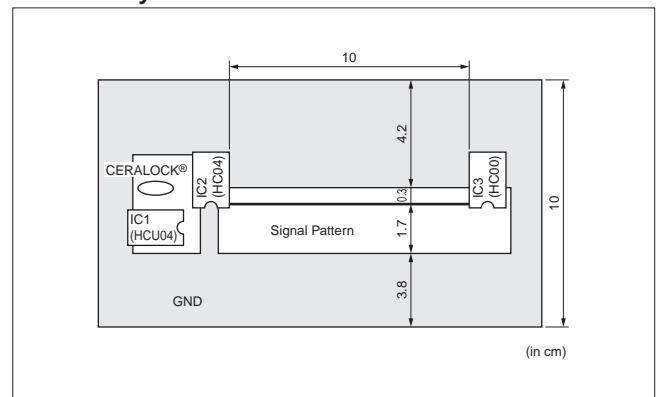 10
4.2
CERALOCK®
IC2
(HC04)
IC3
(HC00)
0.3
10
IC1
(HCU04)
Signal Pattern
1.7
3.8
GND
(in cm)